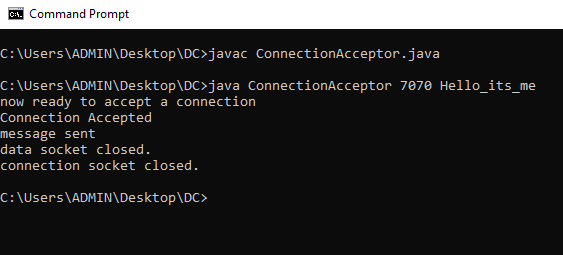 Command Prompt
C:\Users\ADMIN\Desktop\DC>javac ConnectionAcceptor.java
C:\Users\ADMIN\Desktop\DC>java ConnectionAcceptor 7070 Hello_its_me
now ready to accept a connection
Connection Accepted
message sent
data socket closed.
connection socket closed.
C:\Users\ADMIN\Desktop\DC>